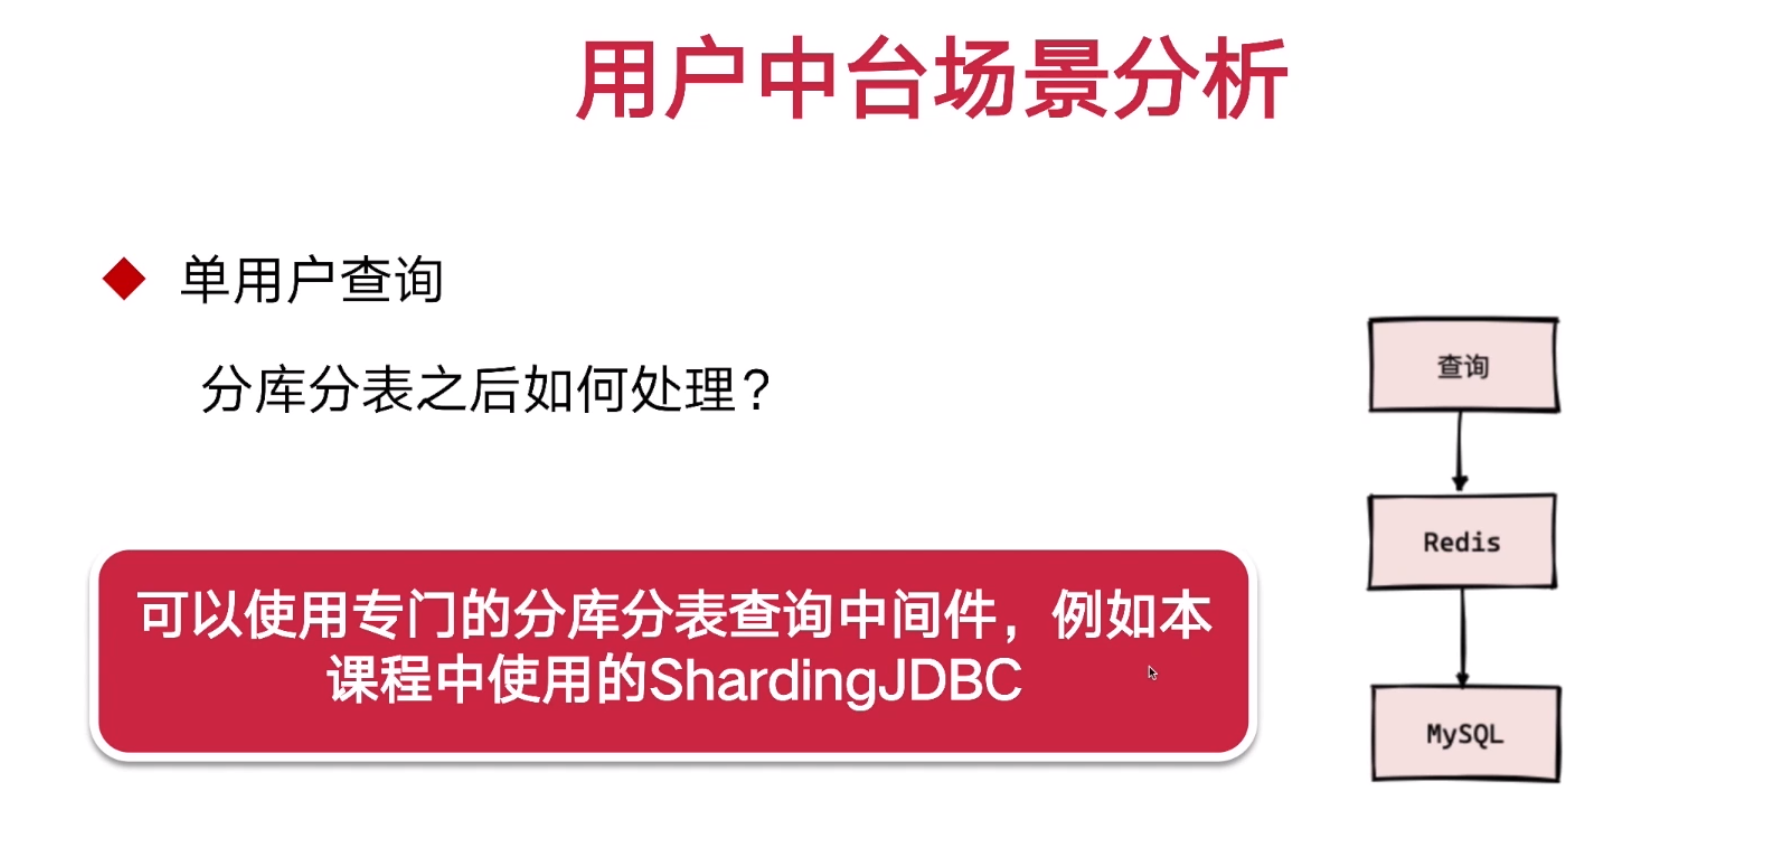 用户中台场景分析
单用户查询
分库分表之后如何处理？
可以使用专门的分库分表查询中间件，例如本
课程中使用的ShardingJDBC
查询
Redis
MySQL